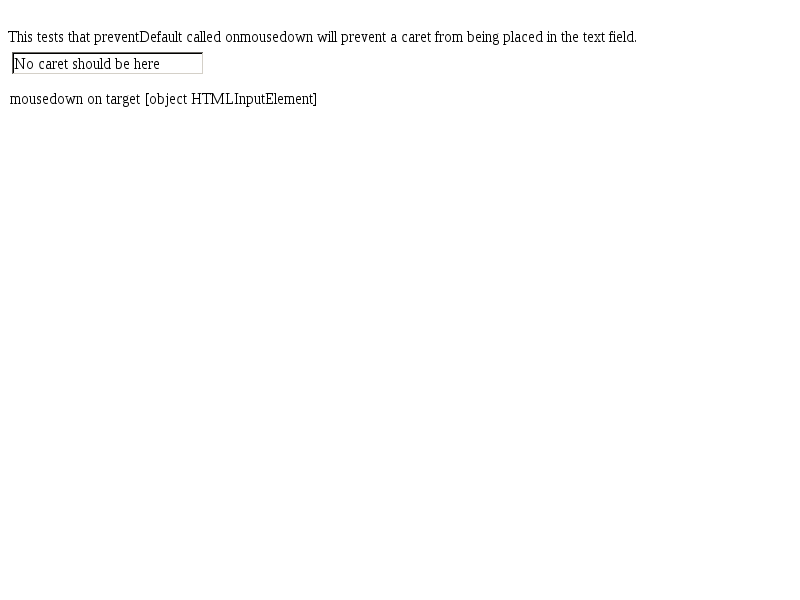 This tests that preventDefault called onmousedown will prevent a caret from being placed in the text field.
No caret should be here
mousedown on target [object HTMLInputElement]